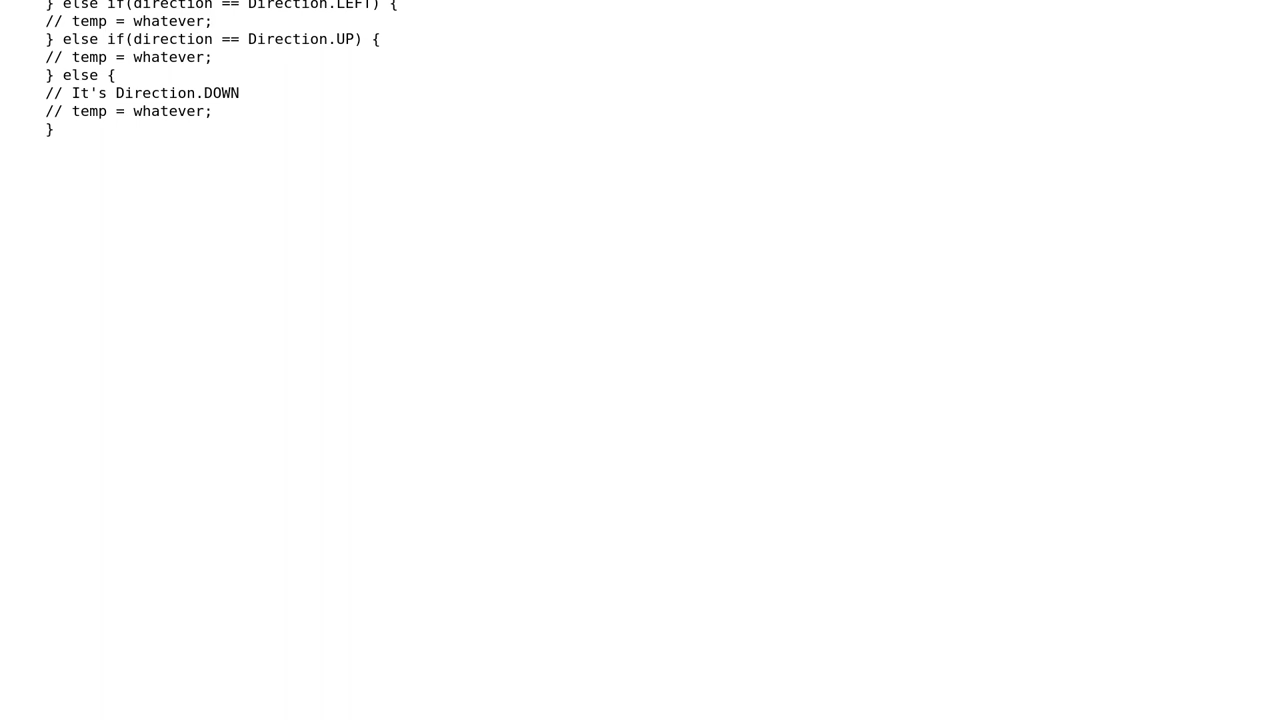 } else if(direction == Direction.LEFT) {
// temp = whatever;
} else if(direction == Direction.UP) {
// temp = whatever;
} else {
// It's Direction.DOWN
// temp = whatever;
}